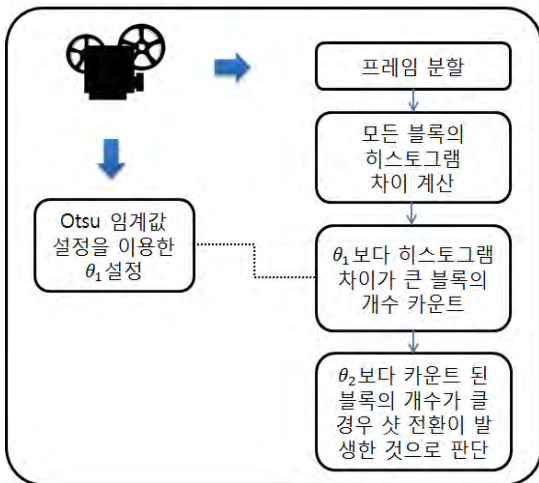 프레임 분할
모든 블록의
히스토그램
차이 계산
Otsu 임계값
설정을 이용한
θ₁설정
θ₁보다 히스토그램
차이가 큰 블록의
개수 카운트
θ₂보다 카운트 된
블록의 개수가 클
경우 샷 전환이 발
생한 것으로 판단